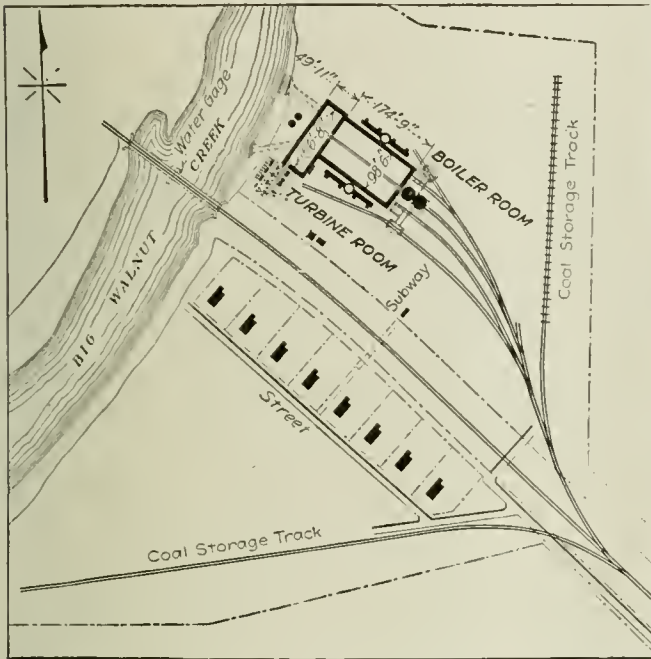 49'-11"
174'-9"
98'-6"
Water Gage
BIG WALNUT CREEK
BOILER ROOM
TURBINE ROOM
Subway
Coal Storage Track
Street
Coal Storage Track